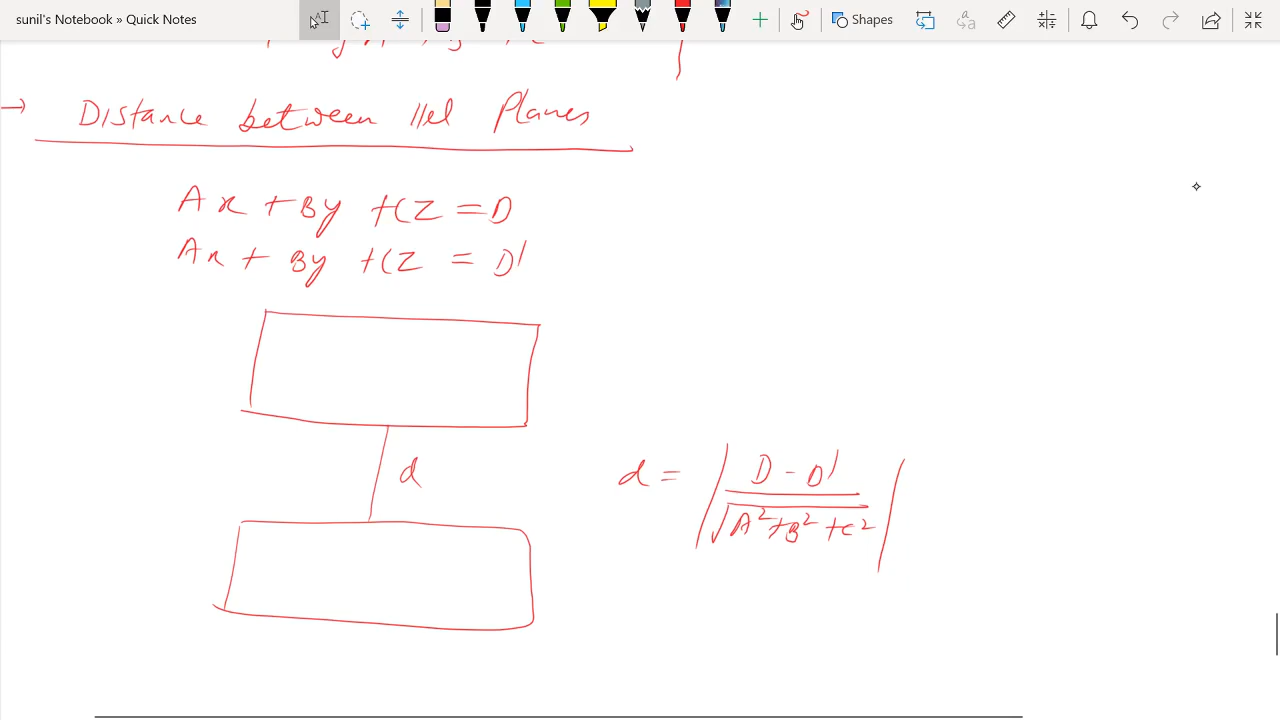 sunil's Notebook » Quick Notes
Shapes
→ Distance between llel Planes
Ax + By + CZ = D
Ax + By + CZ = D'
d
d = | D - D' / √A²+B²+C² |